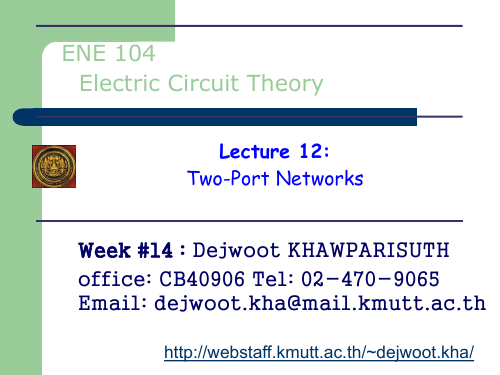 ENE 104
Electric Circuit Theory
Lecture 12:
Two-Port Networks
Week #14 : Dejwoot KHAWPARISUTH
office: CB40906 Tel: 02-470-9065
Email: dejwoot.kha@mail.kmutt.ac.th
http://webstaff.kmutt.ac.th/~dejwoot.kha/